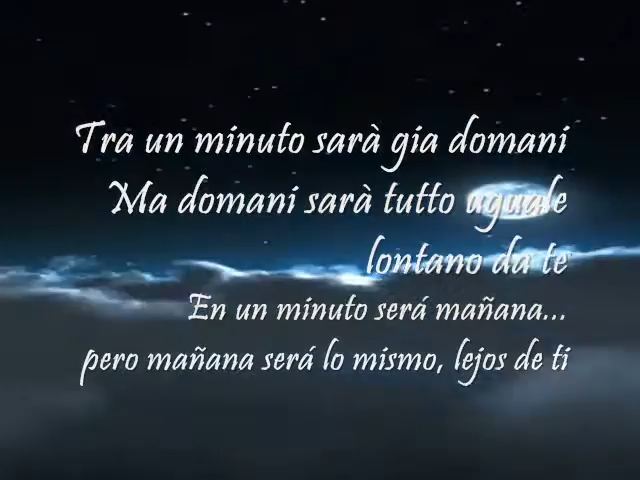 Tra un minuto sarà gia domani
Ma domani sarà tutto uguale
lontano da te
En un minuto será mañana...
pero mañana será lo mismo, lejos de ti